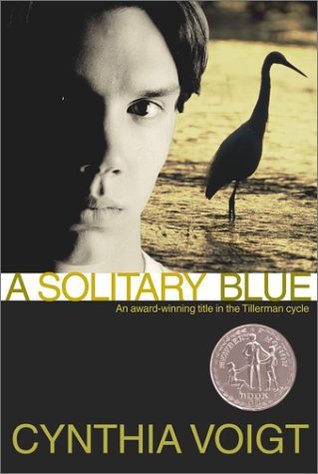 A SOLITARY BLUE
An award-winning title in the Tillerman cycle
CYNTHIA VOIGT